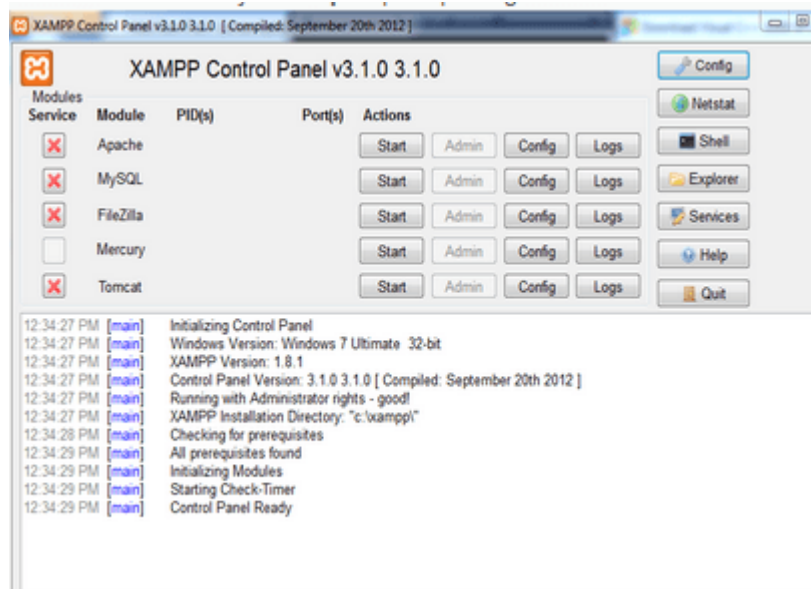 XAMPP Control Panel v3.1.0 3.1.0 [ Compiled: September 20th 2012 ]
XAMPP Control Panel v3.1.0 3.1.0
Config
Modules
Netstat
Service Module PID(s) Port(s) Actions
Apache Start Admin Config Logs
Shell
MySQL Start Admin Config Logs
Explorer
FileZilla Start Admin Config Logs
Services
Mercury Start Admin Config Logs
Help
Tomcat Start Admin Config Logs
Quit
12:34:27 PM [main] Initializing Control Panel
12:34:27 PM [main] Windows Version: Windows 7 Ultimate 32-bit
12:34:27 PM [main] XAMPP Version: 1.8.1
12:34:27 PM [main] Control Panel Version: 3.1.0 3.1.0 [ Compiled: September 20th 2012 ]
12:34:27 PM [main] Running with Administrator rights - good!
12:34:27 PM [main] XAMPP Installation Directory: "c:\xampp\"
12:34:28 PM [main] Checking for prerequisites
12:34:29 PM [main] All prerequisites found
12:34:29 PM [main] Initializing Modules
12:34:29 PM [main] Starting Check-Timer
12:34:29 PM [main] Control Panel Ready